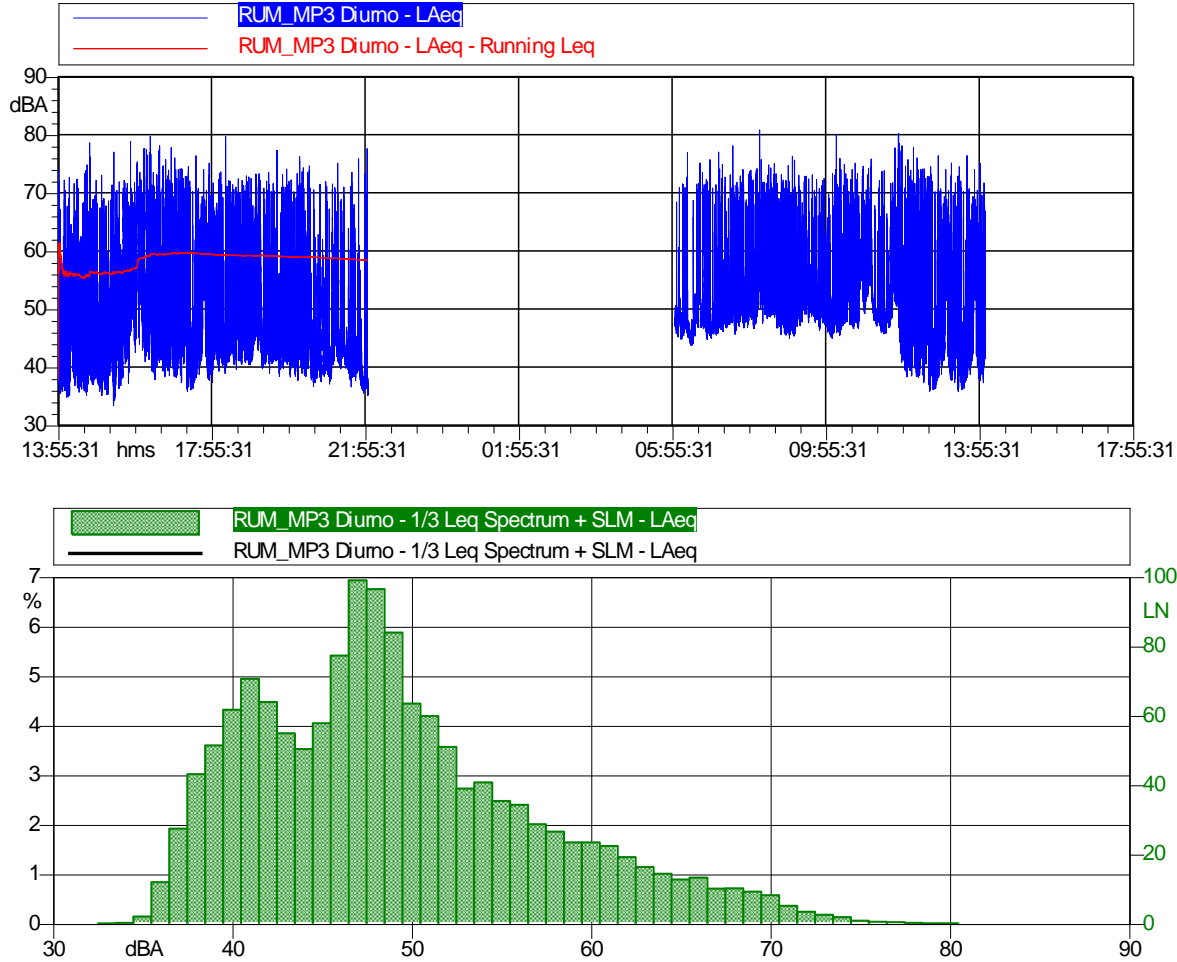 RUM_MP3 Diurno - LAeq
RUM_MP3 Diurno - LAeq - Running Leq
90
dBA
80
70
60
50
40
30
13:55:31 hms 17:55:31 21:55:31 01:55:31 05:55:31 09:55:31 13:55:31 17:55:31
RUM_MP3 Diurno - 1/3 Leq Spectrum + SLM - LAeq
RUM_MP3 Diurno - 1/3 Leq Spectrum + SLM - LAeq
7 100
% LN
6
80
5
4 60
3
40
2
20
1
0 0
30 dBA 40 50 60 70 80 90